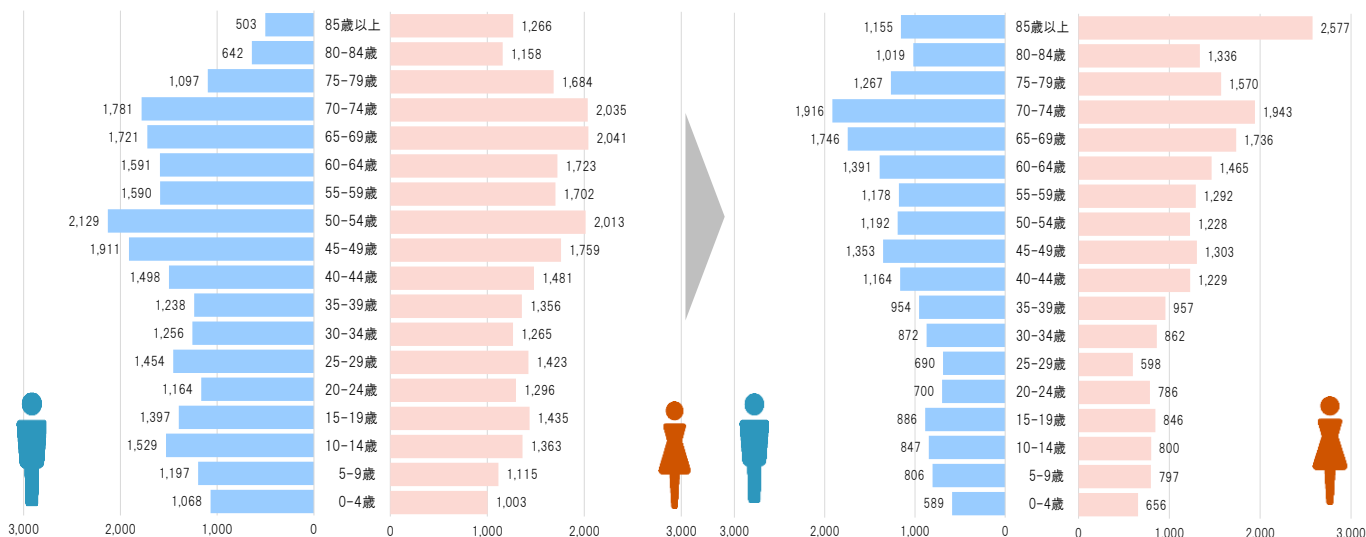 503 85歳以上 1,266 1,155 85歳以上 2,577
642 80-84歳 1,158 1,019 80-84歳 1,336
1,097 75-79歳 1,684 1,267 75-79歳 1,570
1,781 70-74歳 2,035 1,916 70-74歳 1,943
1,721 65-69歳 2,041 1,746 65-69歳 1,736
1,591 60-64歳 1,723 1,391 60-64歳 1,465
1,590 55-59歳 1,702 1,178 55-59歳 1,292
2,129 50-54歳 2,013 1,192 50-54歳 1,228
1,911 45-49歳 1,759 1,353 45-49歳 1,303
1,498 40-44歳 1,481 1,164 40-44歳 1,229
1,238 35-39歳 1,356 954 35-39歳 957
1,256 30-34歳 1,265 872 30-34歳 862
1,454 25-29歳 1,423 690 25-29歳 598
1,164 20-24歳 1,296 700 20-24歳 786
1,397 15-19歳 1,435 886 15-19歳 846
1,529 10-14歳 1,363 847 10-14歳 800
1,197 5-9歳 1,115 806 5-9歳 797
1,068 0-4歳 1,003 589 0-4歳 656
3,000 2,000 1,000 0 0 1,000 2,000 3,000 3,000 2,000 1,000 0 0 1,000 2,000 3,000